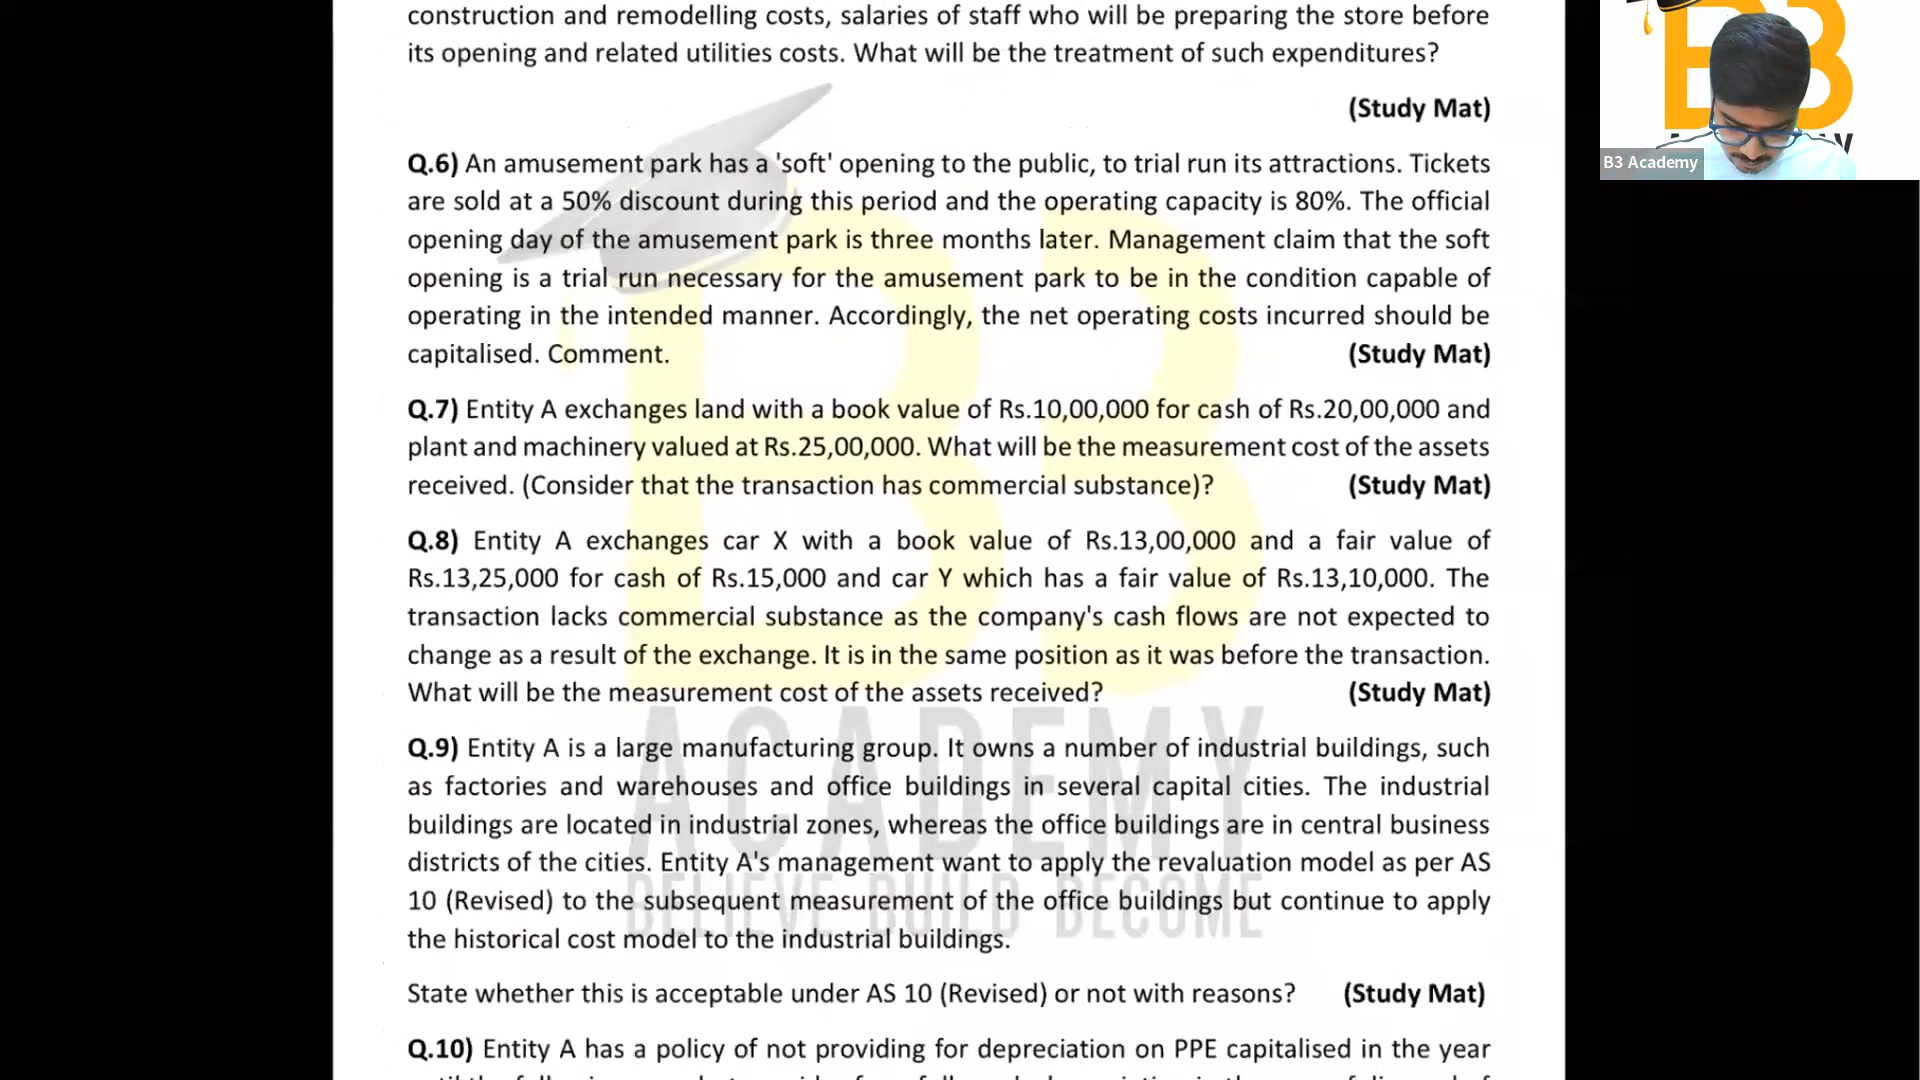 construction and remodelling costs, salaries of staff who will be preparing the store before
its opening and related utilities costs. What will be the treatment of such expenditures?
(Study Mat)
Q.6) An amusement park has a 'soft' opening to the public, to trial run its attractions. Tickets
are sold at a 50% discount during this period and the operating capacity is 80%. The official
opening day of the amusement park is three months later. Management claim that the soft
opening is a trial run necessary for the amusement park to be in the condition capable of
operating in the intended manner. Accordingly, the net operating costs incurred should be
capitalised. Comment. (Study Mat)
Q.7) Entity A exchanges land with a book value of Rs.10,00,000 for cash of Rs.20,00,000 and
plant and machinery valued at Rs.25,00,000. What will be the measurement cost of the assets
received. (Consider that the transaction has commercial substance)? (Study Mat)
Q.8) Entity A exchanges car X with a book value of Rs.13,00,000 and a fair value of
Rs.13,25,000 for cash of Rs.15,000 and car Y which has a fair value of Rs.13,10,000. The
transaction lacks commercial substance as the company's cash flows are not expected to
change as a result of the exchange. It is in the same position as it was before the transaction.
What will be the measurement cost of the assets received? (Study Mat)
Q.9) Entity A is a large manufacturing group. It owns a number of industrial buildings, such
as factories and warehouses and office buildings in several capital cities. The industrial
buildings are located in industrial zones, whereas the office buildings are in central business
districts of the cities. Entity A's management want to apply the revaluation model as per AS
10 (Revised) to the subsequent measurement of the office buildings but continue to apply
the historical cost model to the industrial buildings.
State whether this is acceptable under AS 10 (Revised) or not with reasons? (Study Mat)
Q.10) Entity A has a policy of not providing for depreciation on PPE capitalised in the year
B3
ACADEMY
BELIEVE BUILD BECOME
B3
B3 Academy